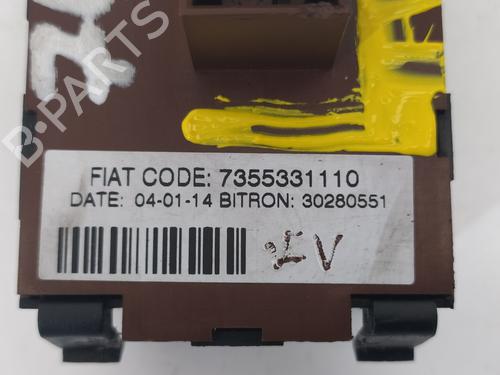 B-PARTS
FIAT CODE: 7355331110
DATE: 04-01-14 BITRON: 30280551